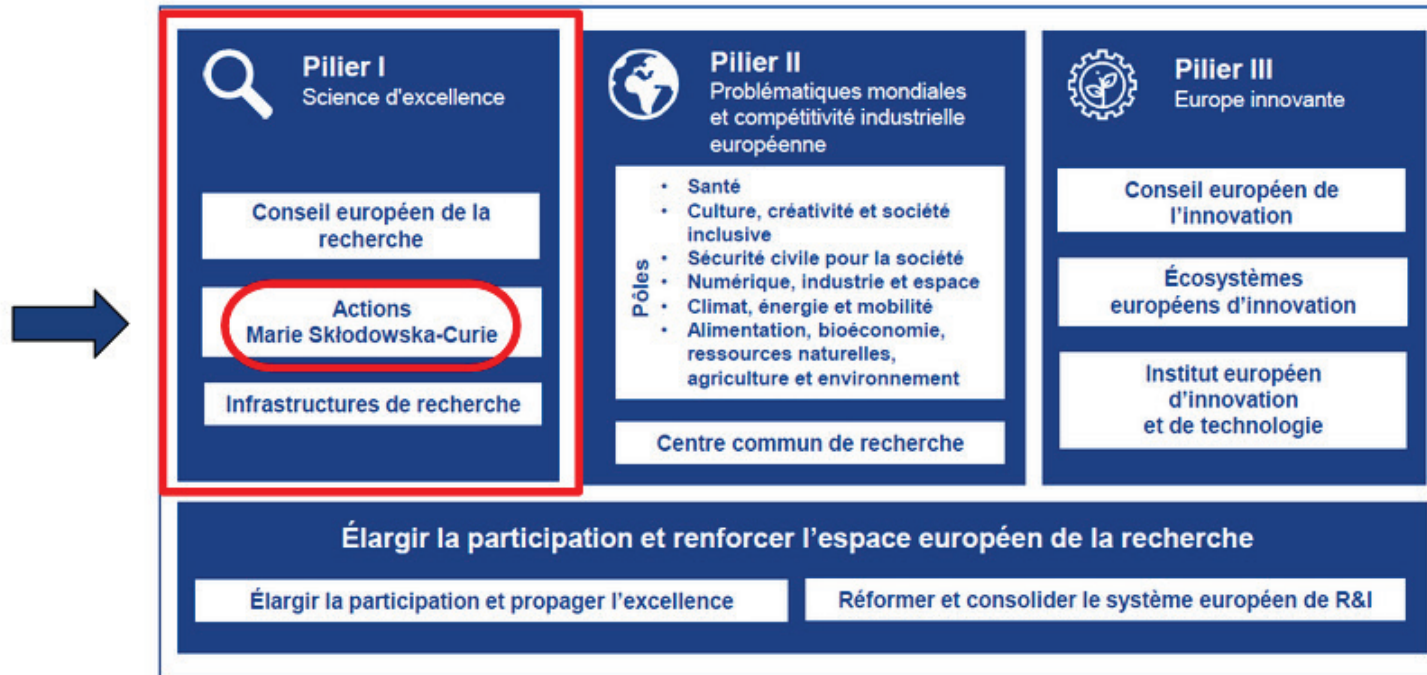 Pilier I
Science d'excellence
Conseil européen de la
recherche
Actions
Marie Skłodowska-Curie
Infrastructures de recherche
Pilier II
Problématiques mondiales
et compétitivité industrielle
européenne
Pôles
• Santé
• Culture, créativité et société
inclusive
• Sécurité civile pour la société
• Numérique, industrie et espace
• Climat, énergie et mobilité
• Alimentation, bioéconomie,
ressources naturelles,
agriculture et environnement
Centre commun de recherche
Pilier III
Europe innovante
Conseil européen de
l’innovation
Écosystèmes
européens d’innovation
Institut européen
d’innovation
et de technologie
Élargir la participation et renforcer l’espace européen de la recherche
Élargir la participation et propager l’excellence
Réformer et consolider le système européen de R&I